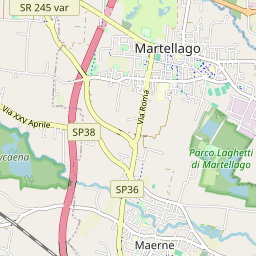 SR 245 var
Martellago
Via Roma
Via XXV Aprile
SP38
Parco Laghetti
di Martellago
SP36
Maerne